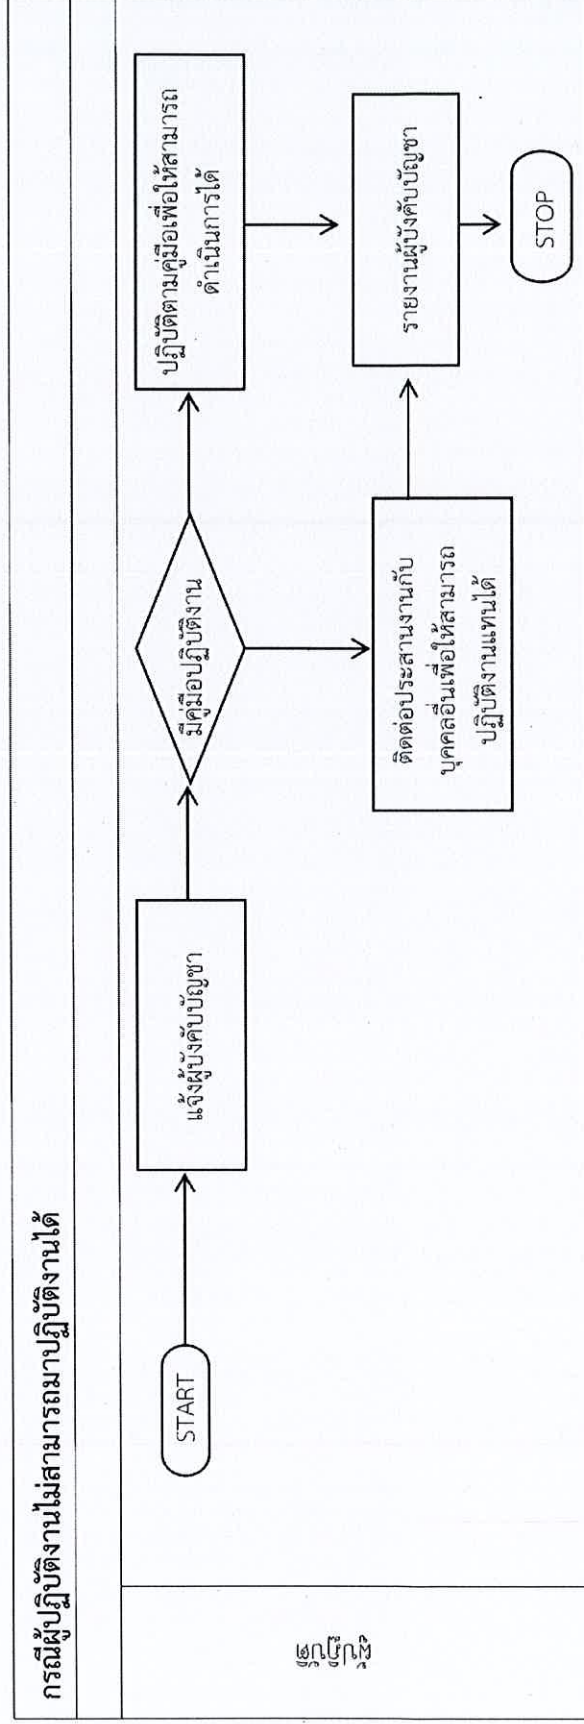 กรณีผู้ปฏิบัติงานไม่สามารถมาปฏิบัติงานได้
ผู้ปฏิบัติ
START
แจ้งผู้บังคับบัญชา
มีคู่มือปฏิบัติงาน
ปฏิบัติตามคู่มือเพื่อให้สามารถ
ดำเนินการได้
ติดต่อประสานงานกับ
บุคคลอื่นเพื่อให้สามารถ
ปฏิบัติงานแทนได้
รายงานผู้บังคับบัญชา
STOP